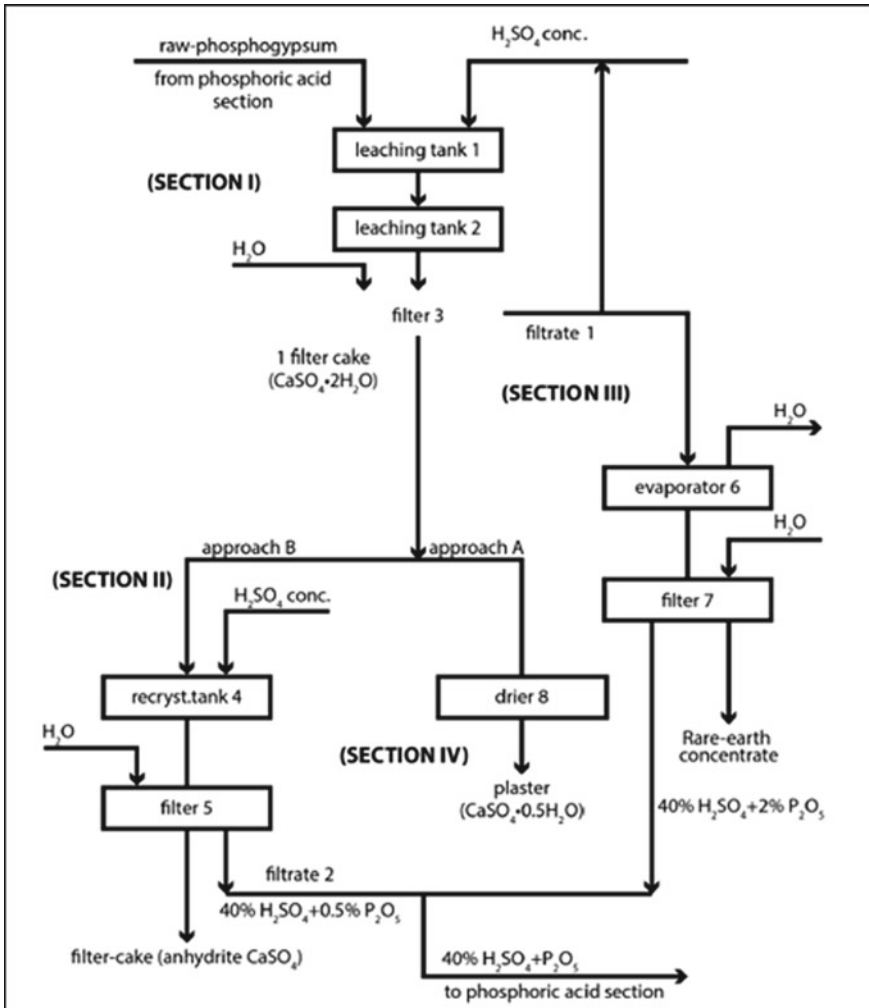 raw-phosphogypsum
from phosphoric acid
section
H₂SO₄ conc.
leaching tank 1
(SECTION I)
leaching tank 2
H₂O
filter 3
filtrate 1
1 filter cake
(CaSO₄•2H₂O)
(SECTION III)
H₂O
evaporator 6
H₂O
filter 7
approach B
approach A
(SECTION II)
H₂SO₄ conc.
recryst.tank 4
drier 8
H₂O
(SECTION IV)
Rare-earth
concentrate
filter 5
plaster
(CaSO₄•0.5H₂O)
40% H₂SO₄+2% P₂O₅
filtrate 2
40% H₂SO₄+0.5% P₂O₅
filter-cake (anhydrite CaSO₄)
40% H₂SO₄+P₂O₅
to phosphoric acid section